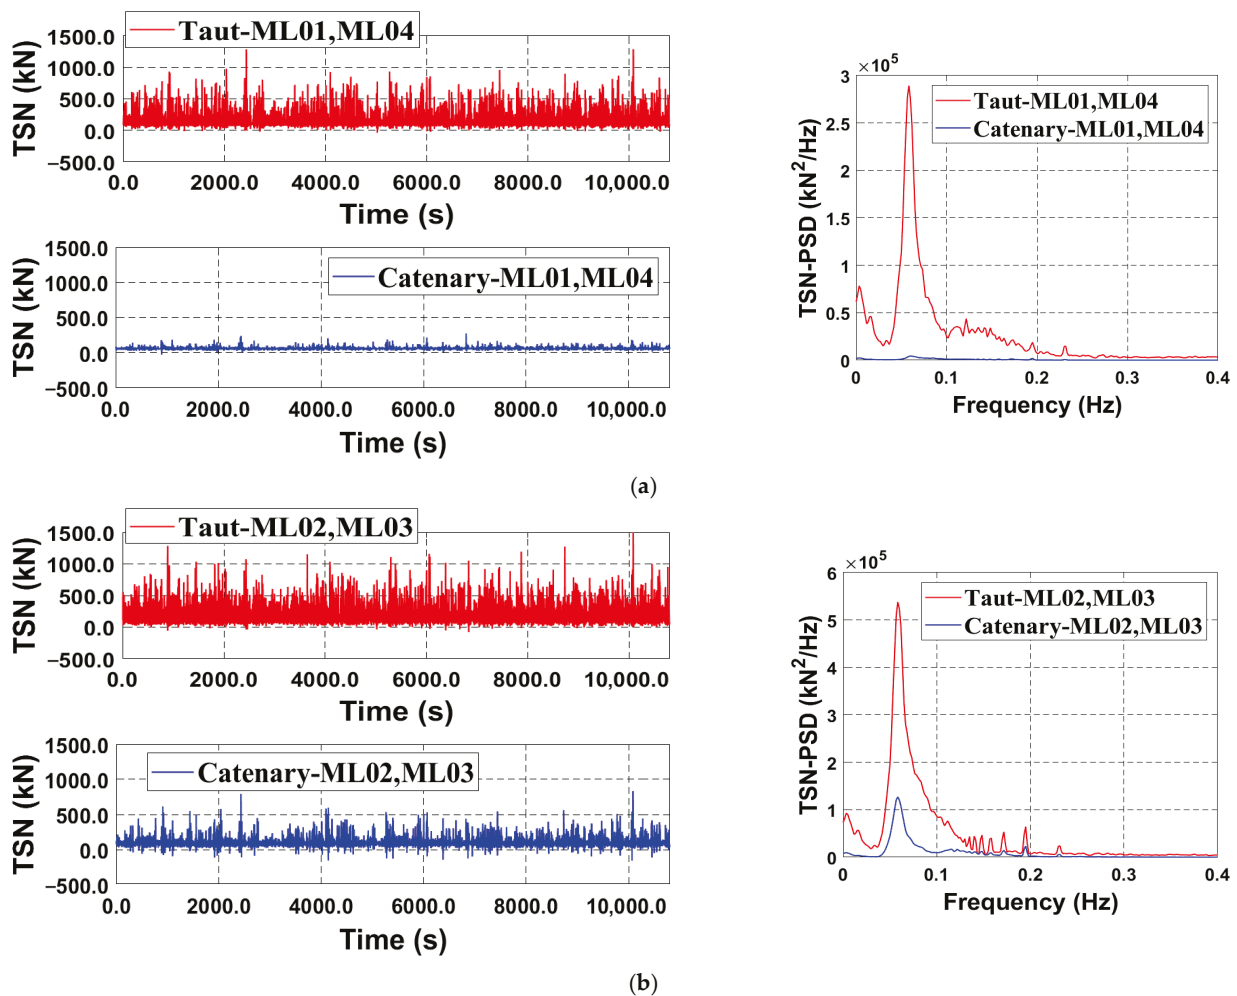 Taut-ML01,ML04
1500.0
1000.0
500.0
0.0
−500.0
TSN (kN)
0.0 2000.0 4000.0 6000.0 8000.0 10,000.0
Time (s)
Catenary-ML01,ML04
1500.0
1000.0
500.0
0.0
−500.0
TSN (kN)
0.0 2000.0 4000.0 6000.0 8000.0 10,000.0
Time (s)
× 10^5
Taut-ML01,ML04
Catenary-ML01,ML04
3
2.5
2
1.5
1
0.5
0
TSN-PSD (kN²/Hz)
0 0.1 0.2 0.3 0.4
Frequency (Hz)
(a)
Taut-ML02,ML03
1500.0
1000.0
500.0
0.0
−500.0
TSN (kN)
0.0 2000.0 4000.0 6000.0 8000.0 10,000.0
Time (s)
Catenary-ML02,ML03
1500.0
1000.0
500.0
0.0
−500.0
TSN (kN)
0.0 2000.0 4000.0 6000.0 8000.0 10,000.0
Time (s)
× 10^5
Taut-ML02,ML03
Catenary-ML02,ML03
6
5
4
3
2
1
0
TSN-PSD (kN²/Hz)
0 0.1 0.2 0.3 0.4
Frequency (Hz)
(b)